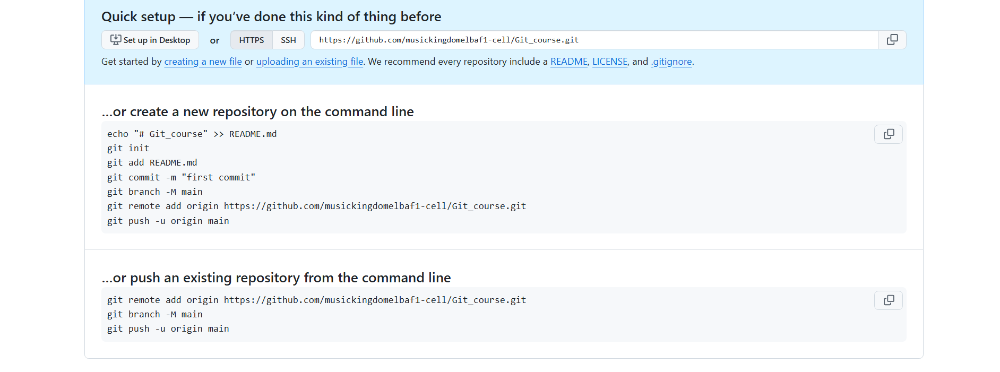 Quick setup — if you’ve done this kind of thing before
Set up in Desktop or HTTPS SSH https://github.com/musickingdomelbaf1-cell/Git_course.git
Get started by creating a new file or uploading an existing file. We recommend every repository include a README, LICENSE, and .gitignore.
…or create a new repository on the command line
echo "# Git_course" >> README.md
git init
git add README.md
git commit -m "first commit"
git branch -M main
git remote add origin https://github.com/musickingdomelbaf1-cell/Git_course.git
git push -u origin main
…or push an existing repository from the command line
git remote add origin https://github.com/musickingdomelbaf1-cell/Git_course.git
git branch -M main
git push -u origin main